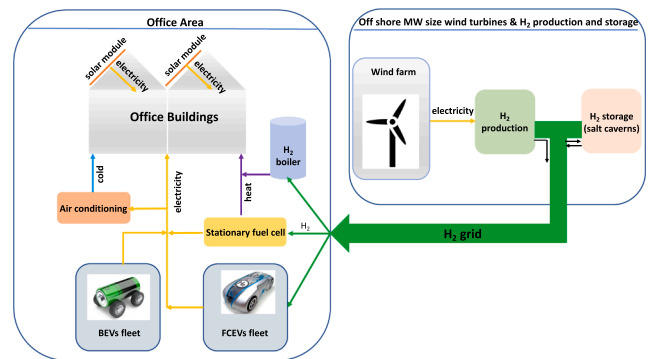 Office Area
solar module
electricity
solar module
electricity
Office Buildings
cold
electricity
heat
H₂
boiler
Air conditioning
Stationary fuel cell
H₂
BEVs fleet
FCEVs fleet
Off shore MW size wind turbines & H₂ production and storage
Wind farm
electricity
H₂
production
H₂ storage
(salt caverns)
H₂ grid